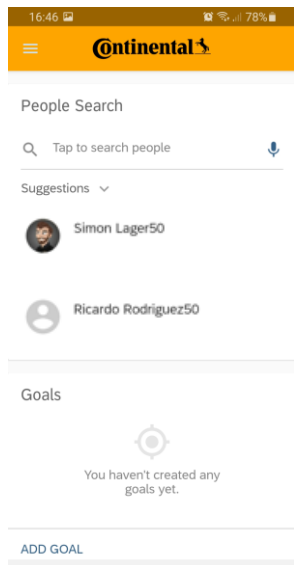 16:46 78%
Continental
People Search
Tap to search people
Suggestions
Simon Lager50
Ricardo Rodriguez50
Goals
You haven't created any
goals yet.
ADD GOAL